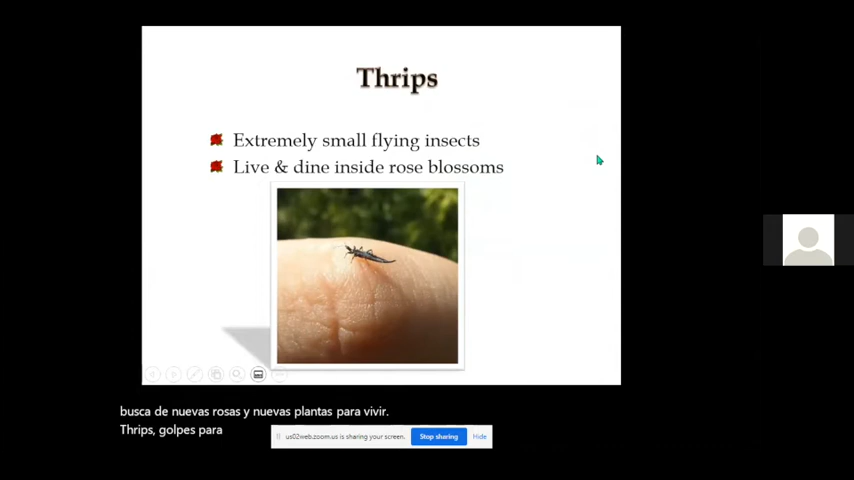 Thrips
Extremely small flying insects
Live & dine inside rose blossoms
busca de nuevas rosas y nuevas plantas para vivir.
Thrips, golpes para
us02web.zoom.us is sharing your screen.
Stop sharing
Hide